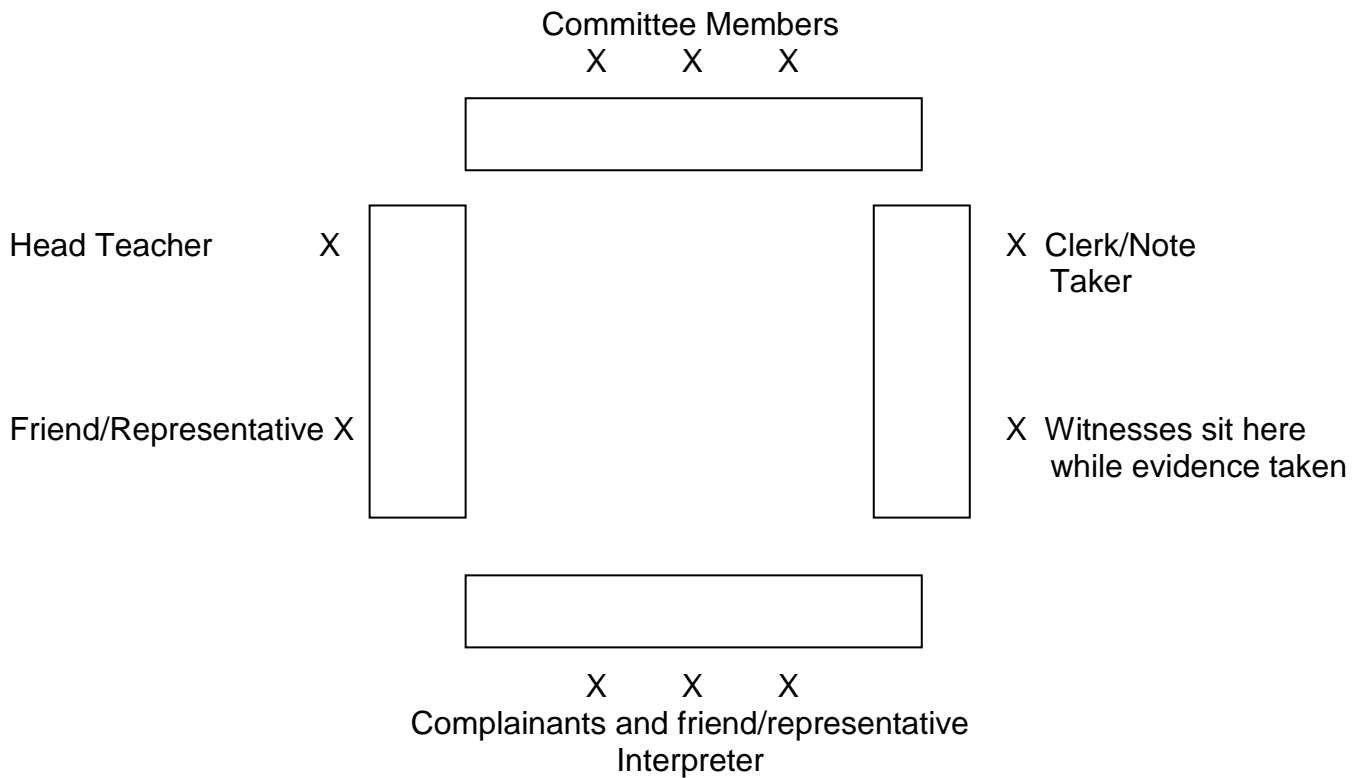 Committee Members
X X X
Head Teacher X
X Clerk/Note
Taker
Friend/Representative X
X Witnesses sit here
while evidence taken
X X X
Complainants and friend/representative
Interpreter